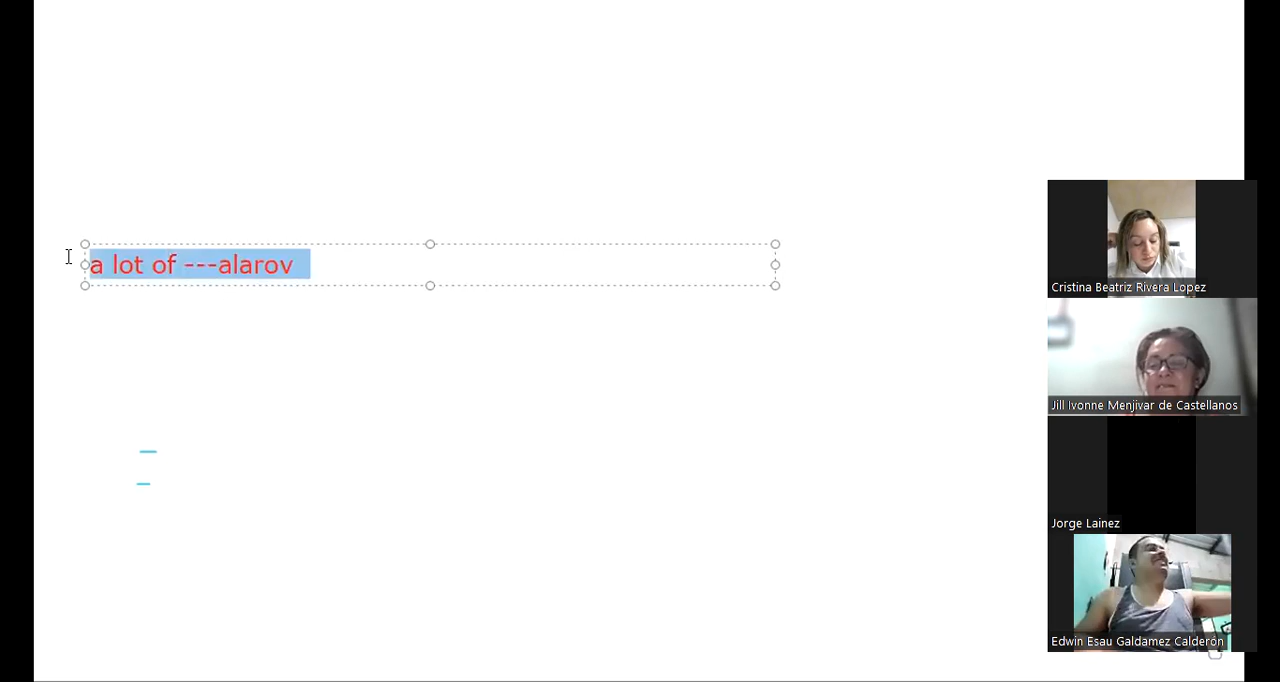 a lot of ---alarov
Cristina Beatriz Rivera Lopez
Jill Ivonne Menjivar de Castellanos
Jorge Lainez
Edwin Esau Galdamez Calderón